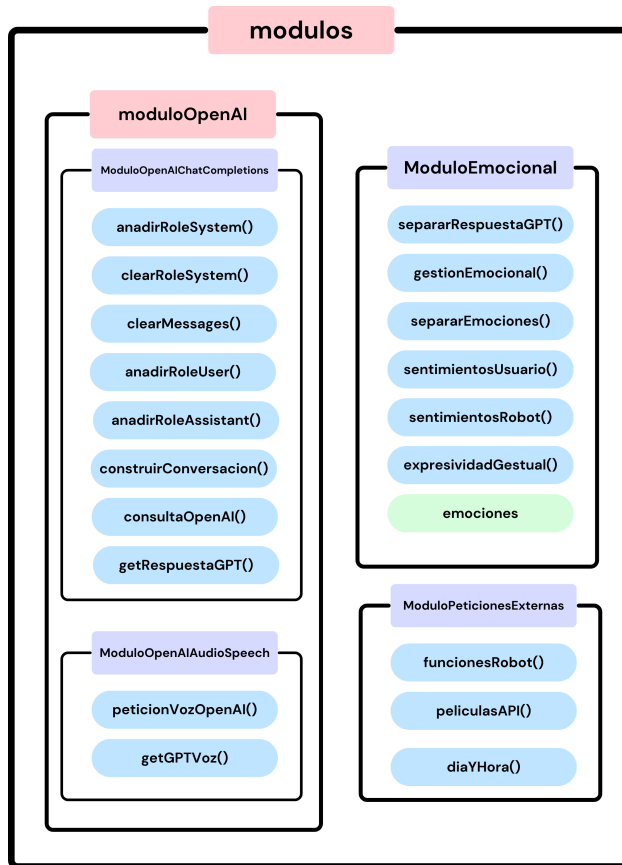 modulos
moduloOpenAI
ModuloOpenAIChatCompletions
anadirRoleSystem()
clearRoleSystem()
clearMessages()
anadirRoleUser()
anadirRoleAssistant()
construirConversacion()
consultaOpenAI()
getRespuestaGPT()
ModuloOpenAIAudioSpeech
peticionVozOpenAI()
getGPTVoz()
ModuloEmocional
separarRespuestaGPT()
gestionEmocional()
separarEmociones()
sentimientosUsuario()
sentimientosRobot()
expresividadGestual()
emociones
ModuloPeticionesExternas
funcionesRobot()
peliculasAPI()
diaYHora()